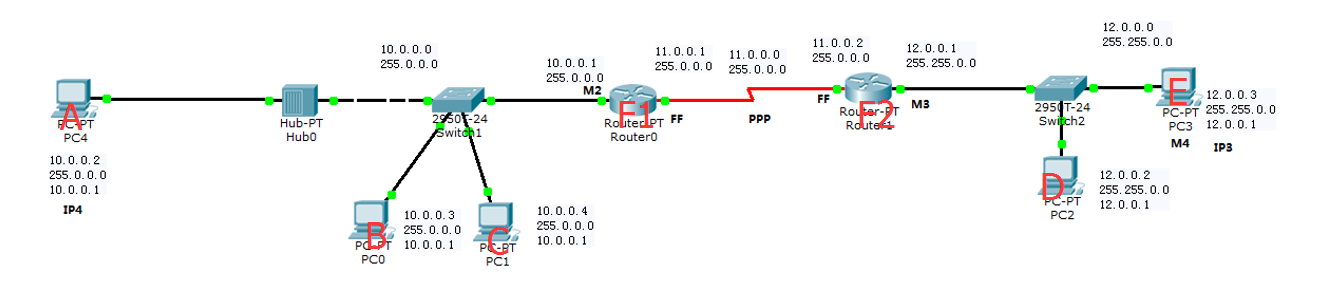 A
PC-PT
PC4
10.0.0.2
255.0.0.0
10.0.0.1
IP4
Hub-PT
Hub0
10.0.0.0
255.0.0.0
2950T-24
Switch1
B
PC-PT
PC0
10.0.0.3
255.0.0.0
10.0.0.1
C
PC-PT
PC1
10.0.0.4
255.0.0.0
10.0.0.1
10.0.0.1
255.0.0.0
M2
F1
Router-PT
Router0
11.0.0.1
255.0.0.0
FF
11.0.0.0
255.0.0.0
PPP
11.0.0.2
255.0.0.0
FF
F2
Router-PT
Router1
12.0.0.1
255.255.0.0
M3
2950T-24
Switch2
12.0.0.0
255.255.0.0
E
PC-PT
PC3
M4
12.0.0.3
255.255.0.0
12.0.0.1
IP3
D
PC-PT
PC2
12.0.0.2
255.255.0.0
12.0.0.1